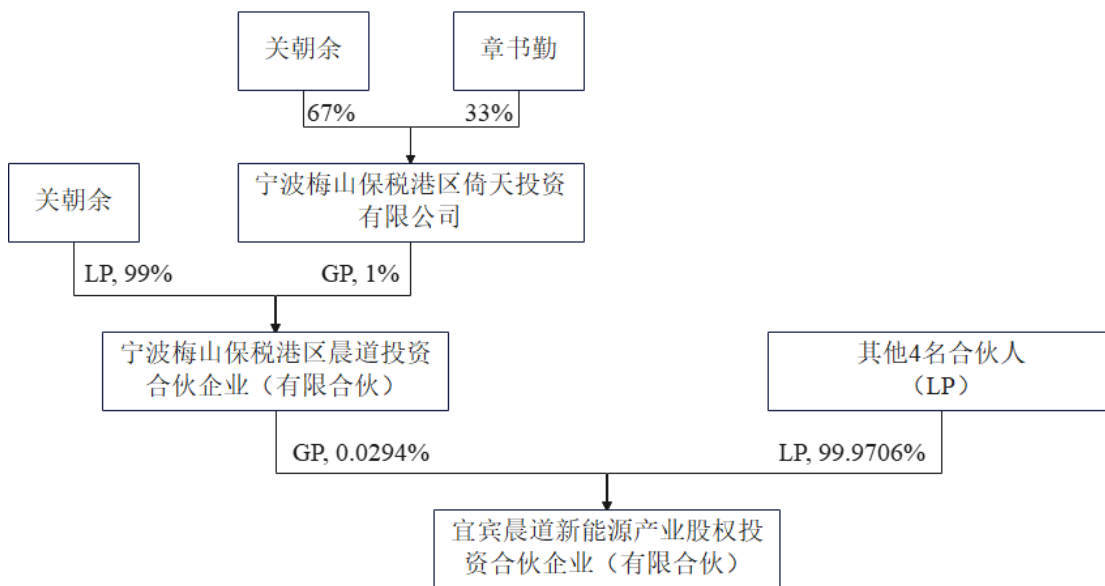 关朝余
章书勤
67%
33%
关朝余
宁波梅山保税港区倚天投资
有限公司
LP, 99%
GP, 1%
宁波梅山保税港区晨道投资
合伙企业（有限合伙）
其他4名合伙人
（LP）
GP, 0.0294%
LP, 99.9706%
宜宾晨道新能源产业股权投
资合伙企业（有限合伙）